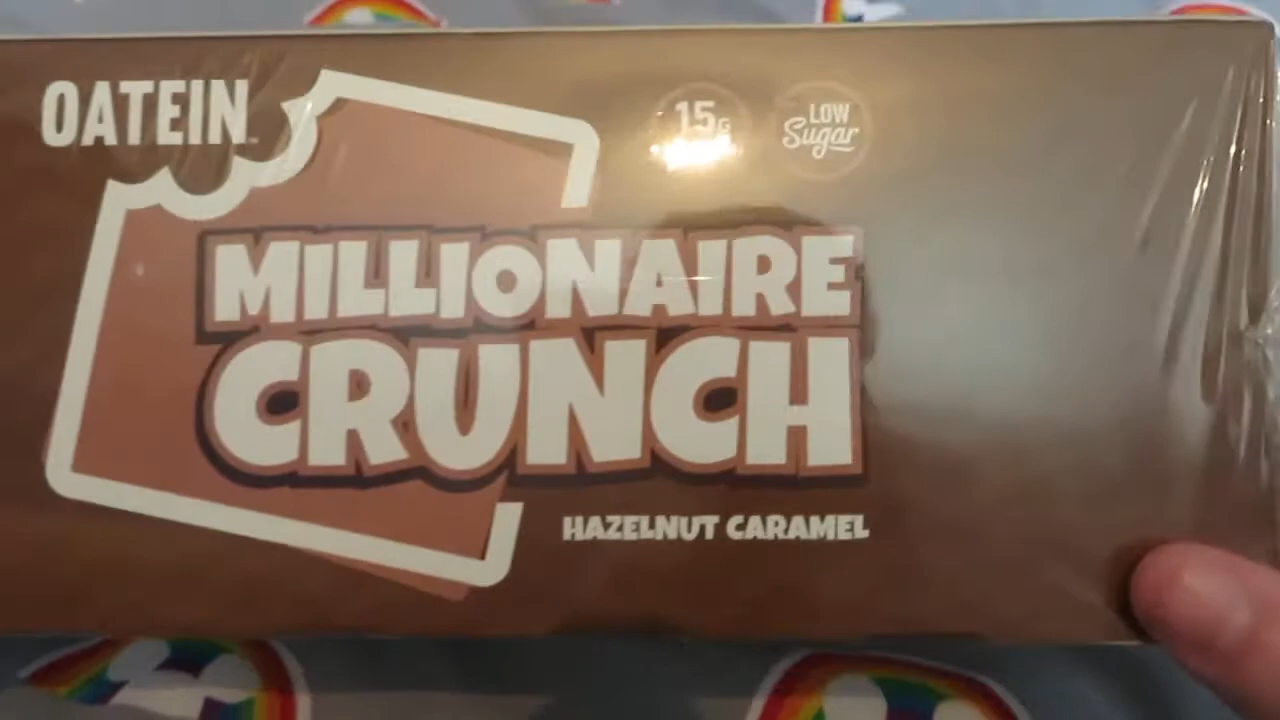 OATEIN
15G
LOW
Sugar
MILLIONAIRE
CRUNCH
HAZELNUT CARAMEL